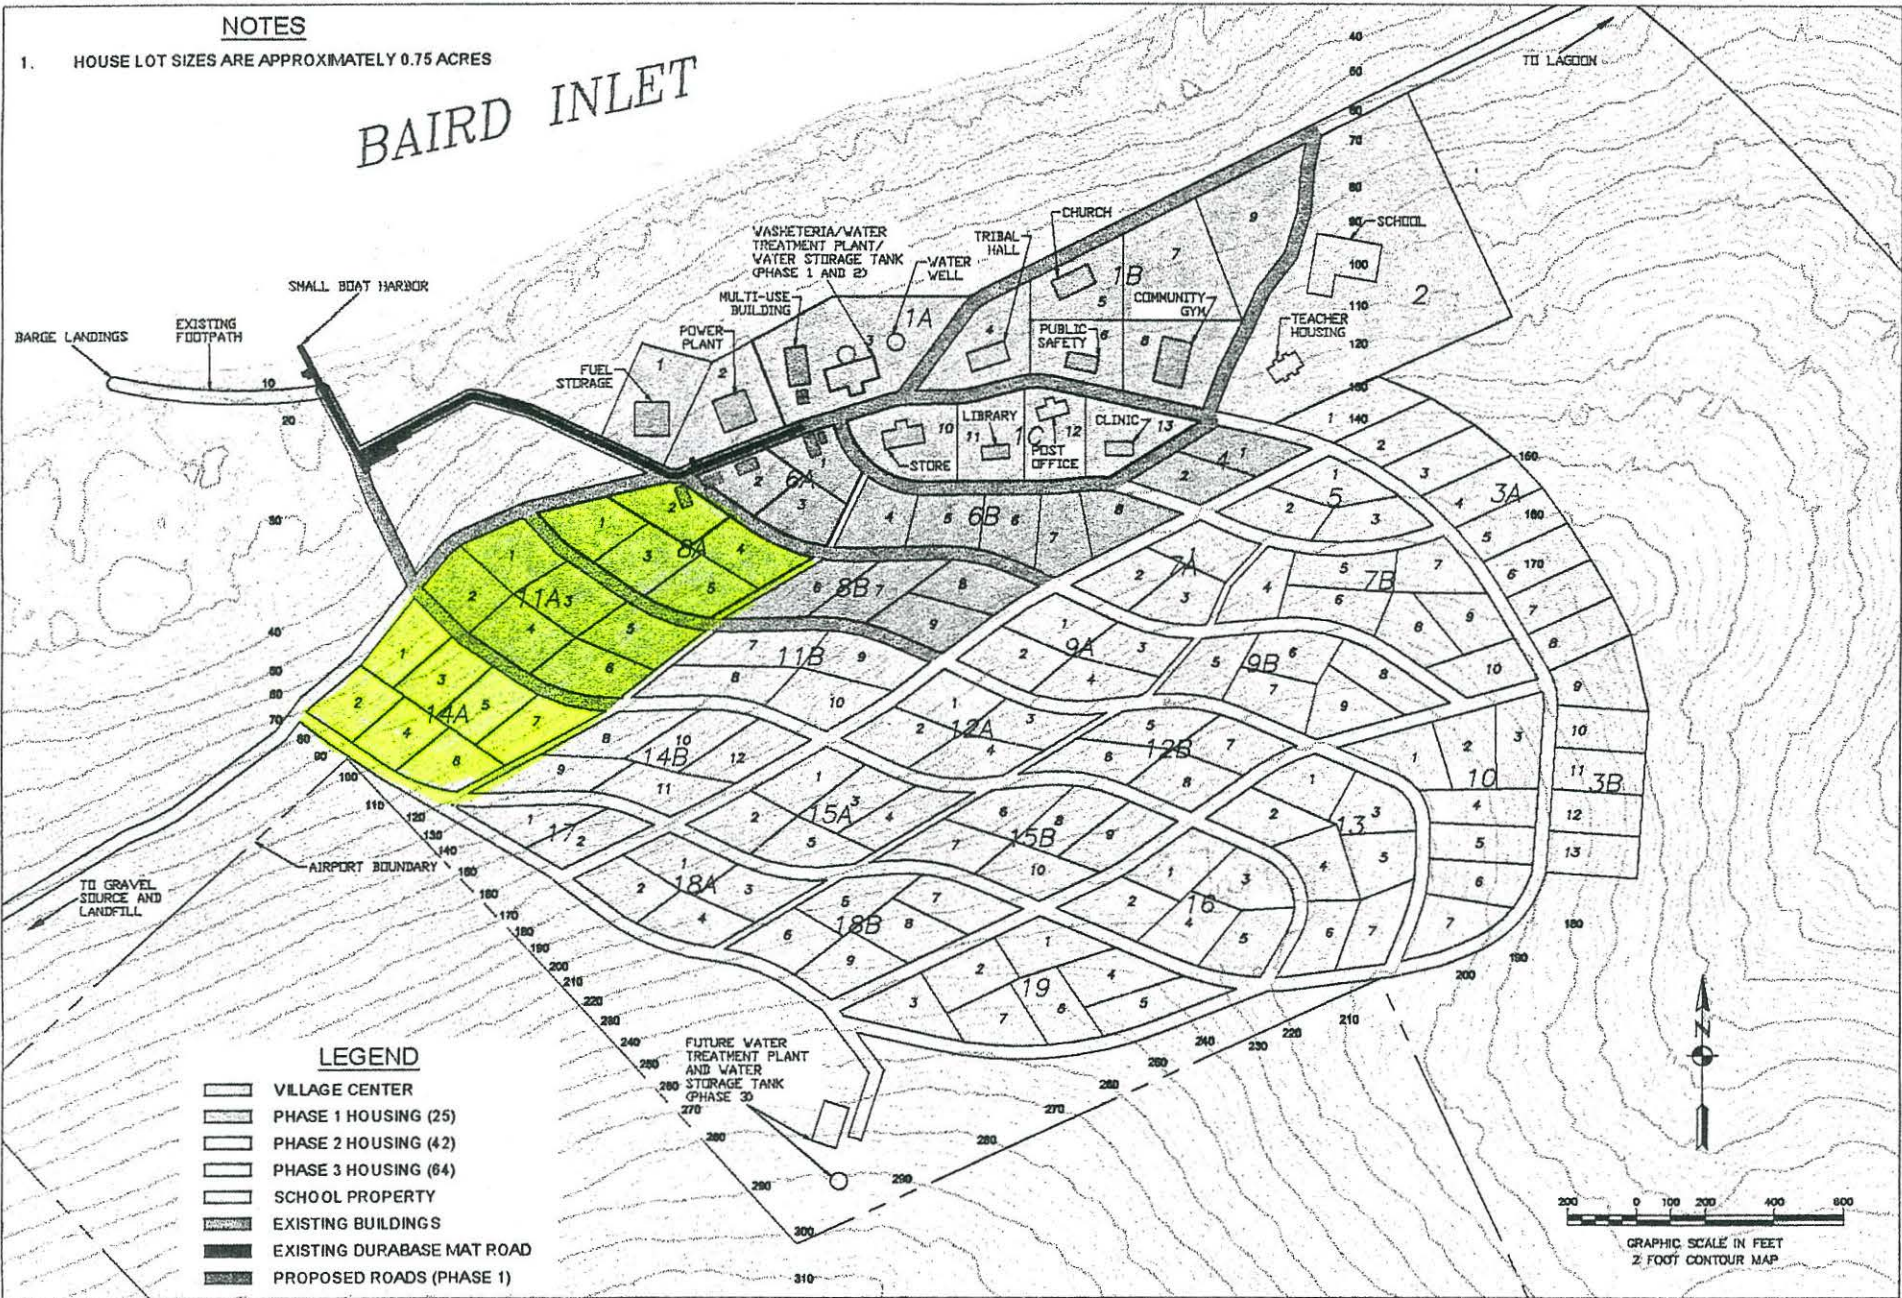 NOTES
1. HOUSE LOT SIZES ARE APPROXIMATELY 0.75 ACRES
BAIRD INLET
TO LAGOON
CHURCH
SCHOOL
WASHETERIA/WATER
TREATMENT PLANT/
WATER STORAGE TANK
(PHASE 1 AND 2)
TRIBAL
HALL
WATER
WELL
SMALL BOAT HARBOR
MULTI-USE
BUILDING
COMMUNITY
GYM
BARGE LANDINGS
EXISTING
FOOTPATH
POWER
PLANT
PUBLIC
SAFETY
TEACHER
HOUSING
FUEL
STORAGE
LIBRARY
CLINIC
STORE
POST
OFFICE
1A
1B
1C
2
3A
3B
4
5
6A
6B
7A
7B
8A
8B
9A
9B
10
11A
11B
12A
12B
13
14A
14B
15A
15B
16
17
18A
18B
19
AIRPORT BOUNDARY
TO GRAVEL
SOURCE AND
LANDFILL
FUTURE WATER
TREATMENT PLANT
AND WATER
STORAGE TANK
(PHASE 3)
LEGEND
VILLAGE CENTER
PHASE 1 HOUSING (25)
PHASE 2 HOUSING (42)
PHASE 3 HOUSING (64)
SCHOOL PROPERTY
EXISTING BUILDINGS
EXISTING DURABASE MAT ROAD
PROPOSED ROADS (PHASE 1)
N
200 0 100 200 400 600
GRAPHIC SCALE IN FEET
2 FOOT CONTOUR MAP